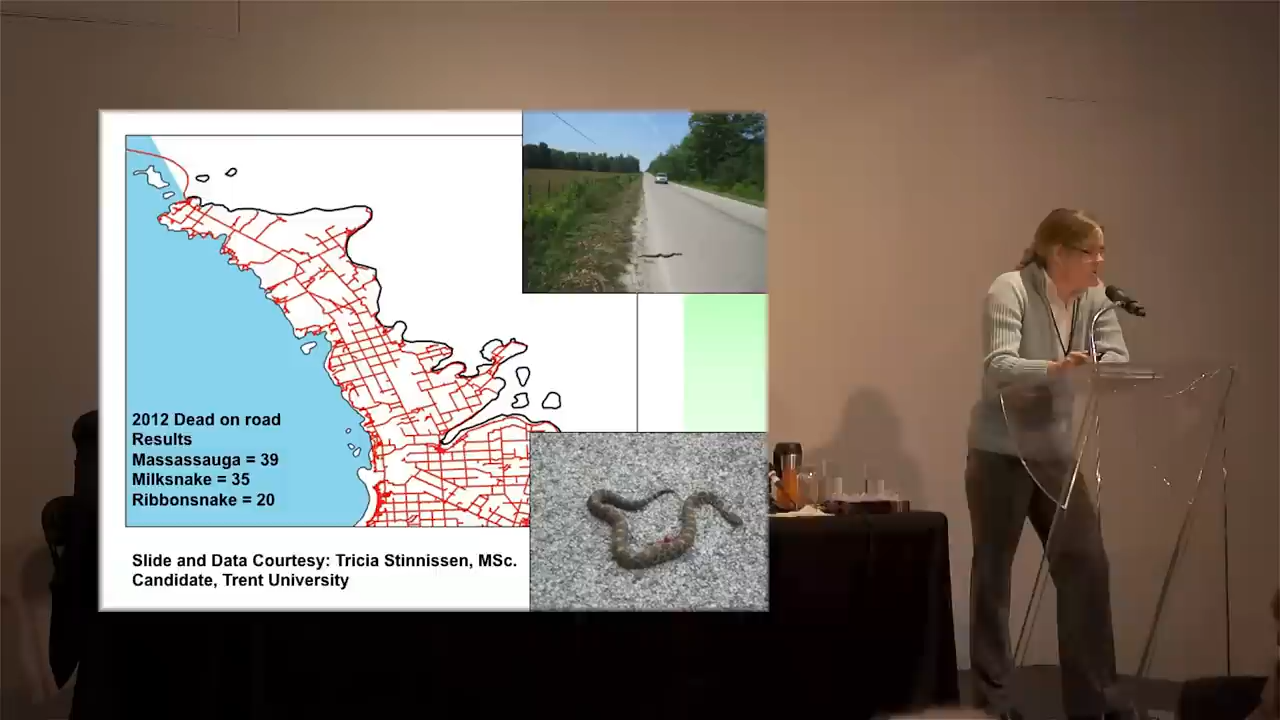 2012 Dead on road
Results
Massassauga = 39
Milksnake = 35
Ribbonsnake = 20
Slide and Data Courtesy: Tricia Stinnissen, MSc.
Candidate, Trent University